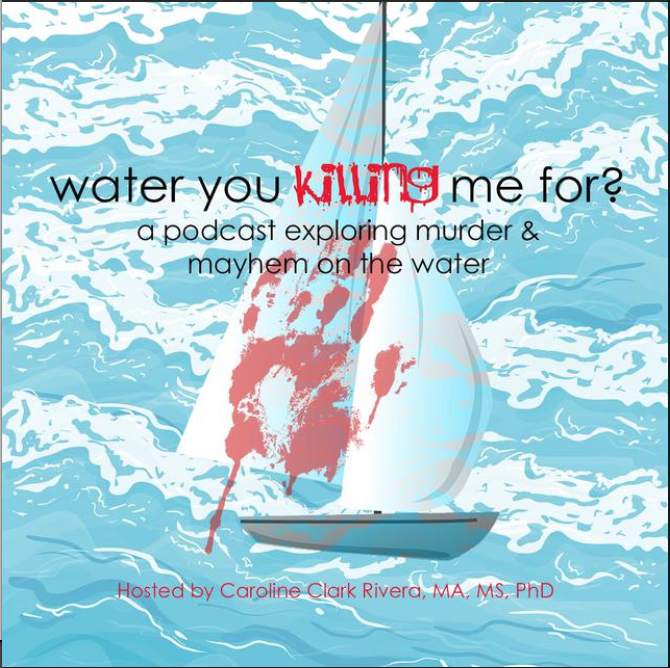 water you killing me for?
a podcast exploring murder &
mayhem on the water
Hosted by Caroline Clark Rivera, MA, MS, PhD